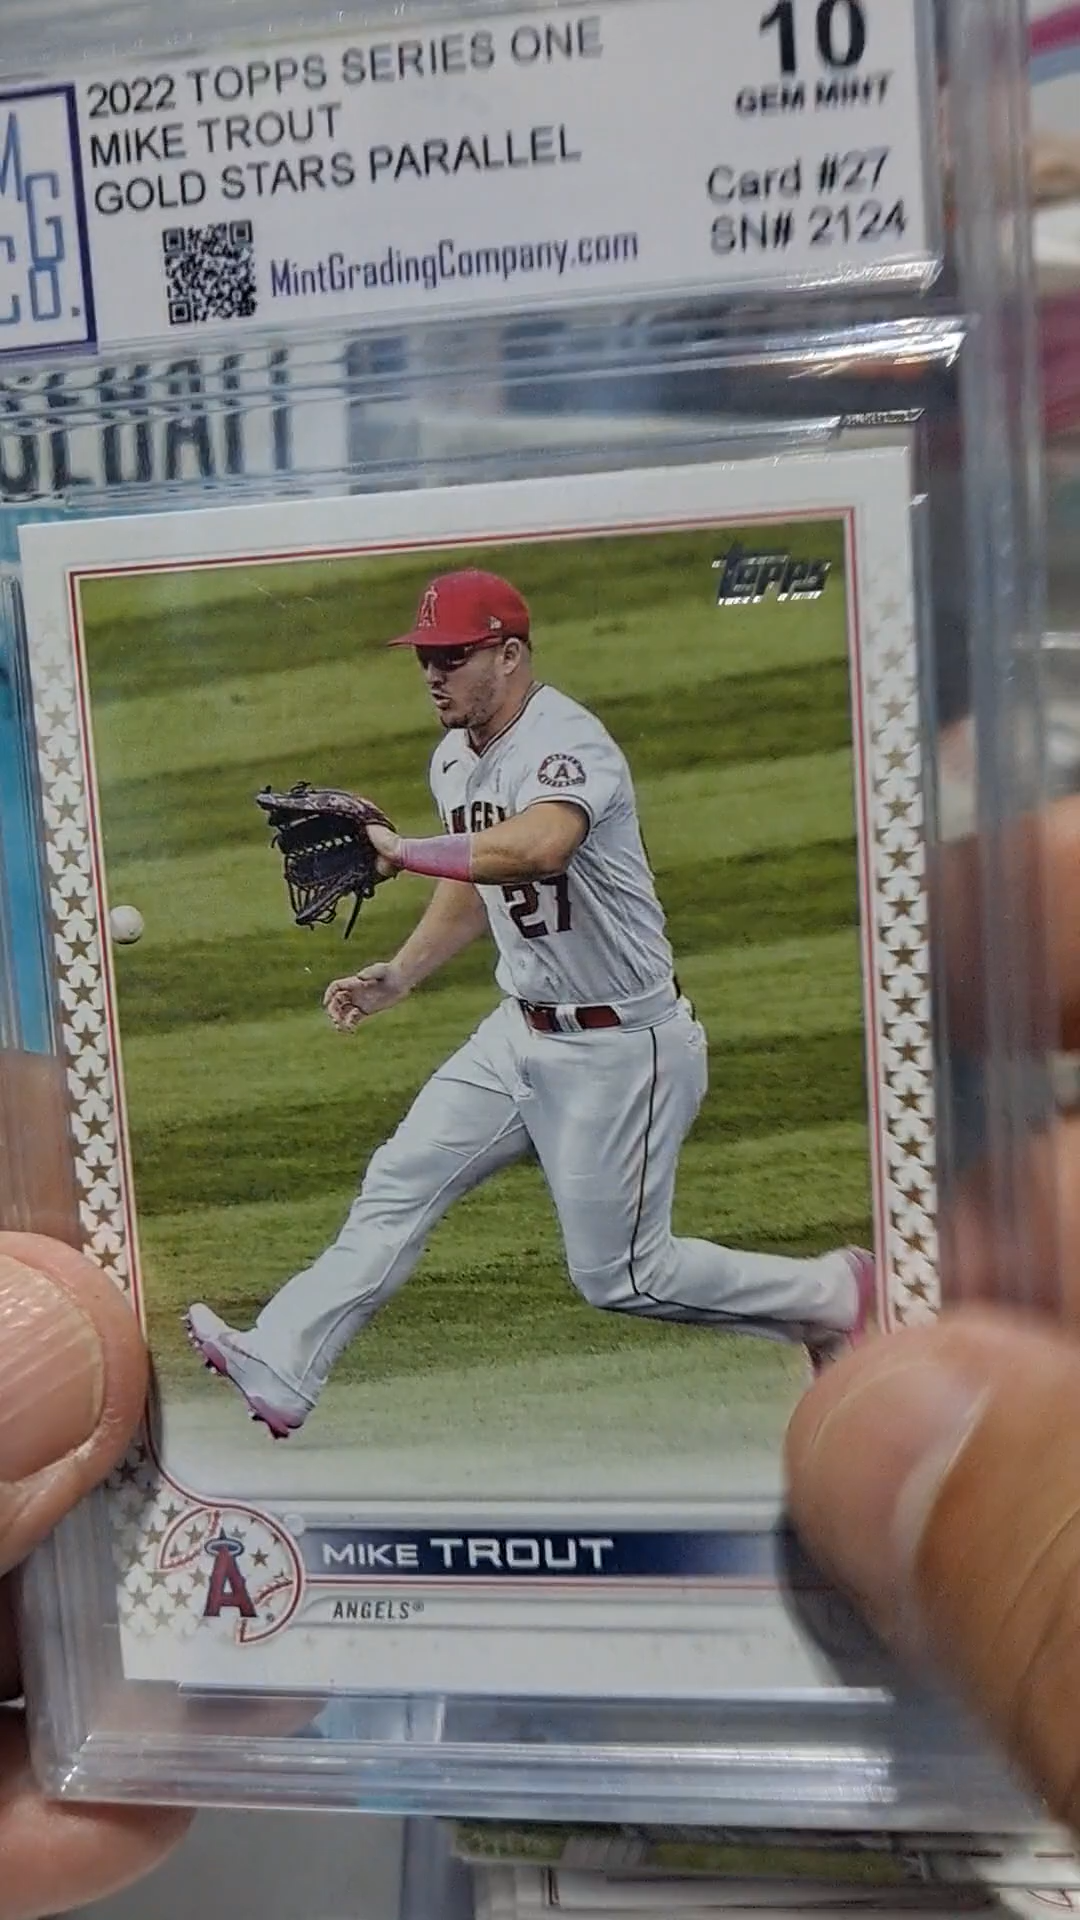 2022 TOPPS SERIES ONE
MIKE TROUT
GOLD STARS PARALLEL
10
GEM MINT
Card #27
SN# 2124
MGCO.
MintGradingCompany.com
topps
A
27
MIKE TROUT
A
ANGELS®